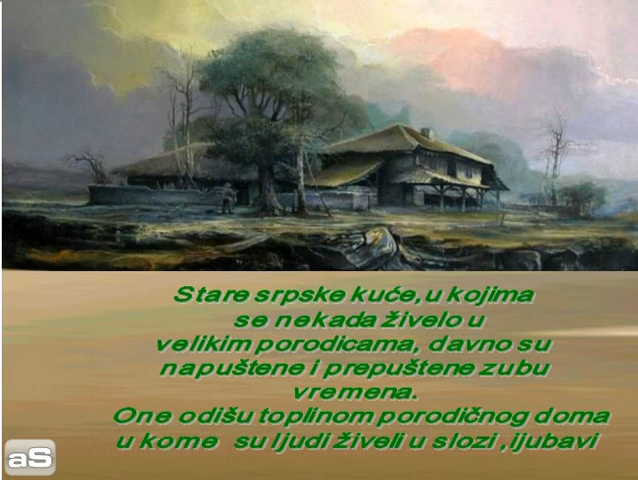 Stare srpske kuće,u kojima
se nekada živelo u
velikim porodicama, davno su
napuštene i prepuštene zubu
vremena.
One odišu toplinom porodičnog doma
u kome su ljudi živeli u slozi ,ijubavi
aS